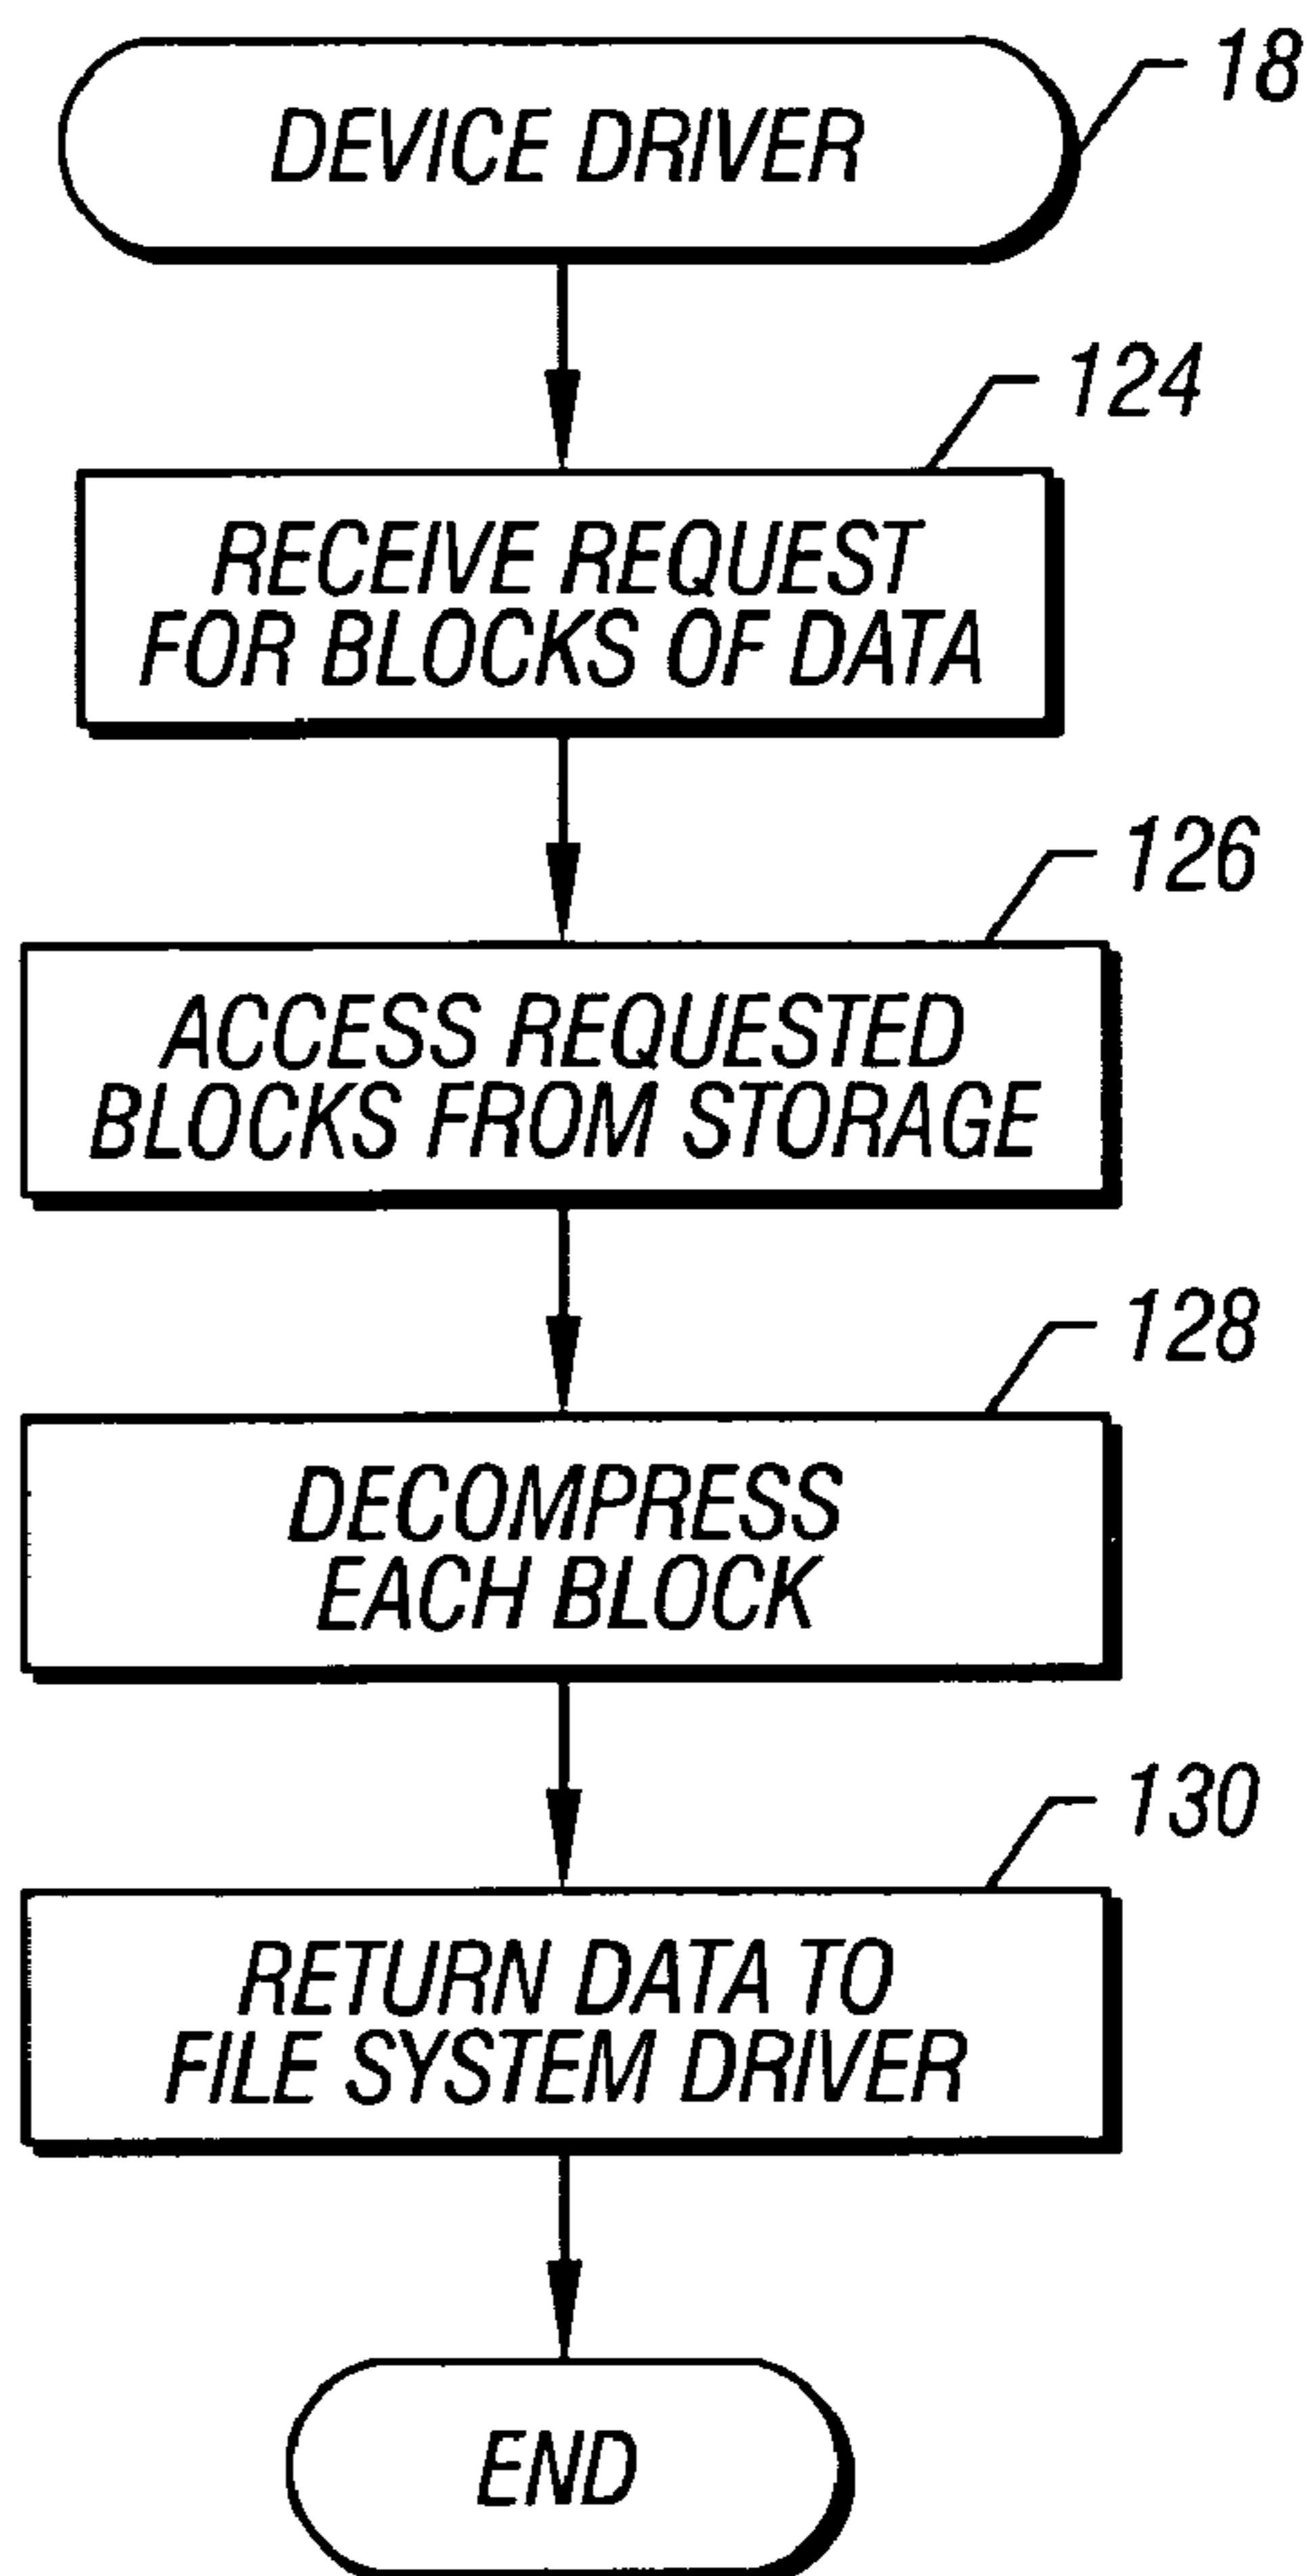 18
DEVICE DRIVER
124
RECEIVE REQUEST
FOR BLOCKS OF DATA
126
ACCESS REQUESTED
BLOCKS FROM STORAGE
128
DECOMPRESS
EACH BLOCK
130
RETURN DATA TO
FILE SYSTEM DRIVER
END